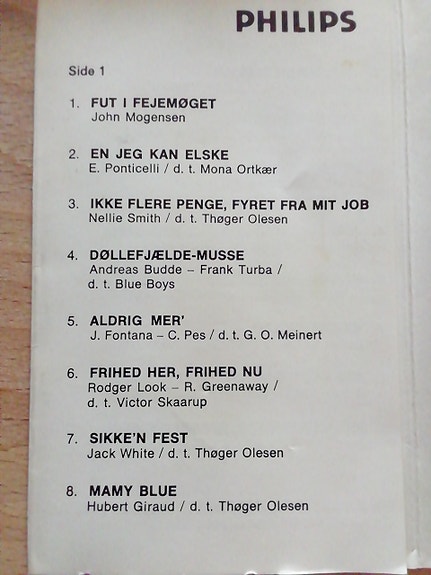 PHILIPS
Side 1
1. FUT I FEJEMØGET
John Mogensen
2. EN JEG KAN ELSKE
E. Ponticelli / d. t. Mona Ortkær
3. IKKE FLERE PENGE, FYRET FRA MIT JOB
Nellie Smith / d. t. Thøger Olesen
4. DØLLEFJÆLDE-MUSSE
Andreas Budde – Frank Turba /
d. t. Blue Boys
5. ALDRIG MER'
J. Fontana – C. Pes / d. t. G. O. Meinert
6. FRIHED HER, FRIHED NU
Rodger Look – R. Greenaway /
d. t. Victor Skaarup
7. SIKKE'N FEST
Jack White / d. t. Thøger Olesen
8. MAMY BLUE
Hubert Giraud / d. t. Thøger Olesen